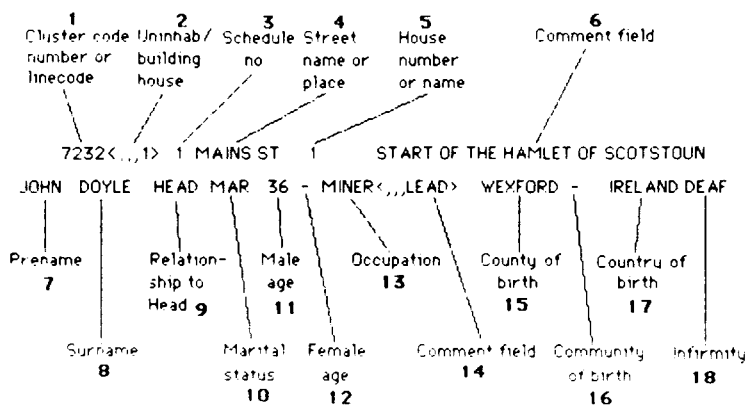 1 2 3 4 5 6
Cluster code Uninhab/ Schedule Street House Comment field
number or building no name or number
linecode house place or name
7232<,,,1> 1 MAINS ST 1 START OF THE HAMLET OF SCOTSTOUN
JOHN DOYLE HEAD MAR 36 - MINER<,,,LEAD> WEXFORD - IRELAND DEAF
Prename Relation- Male Occupation County of Country of
7 ship to age 13 birth birth
Head 9 11 15 17
Surname Marital Female Comment field Community Infirmity
8 status age 14 of birth 18
10 12 16